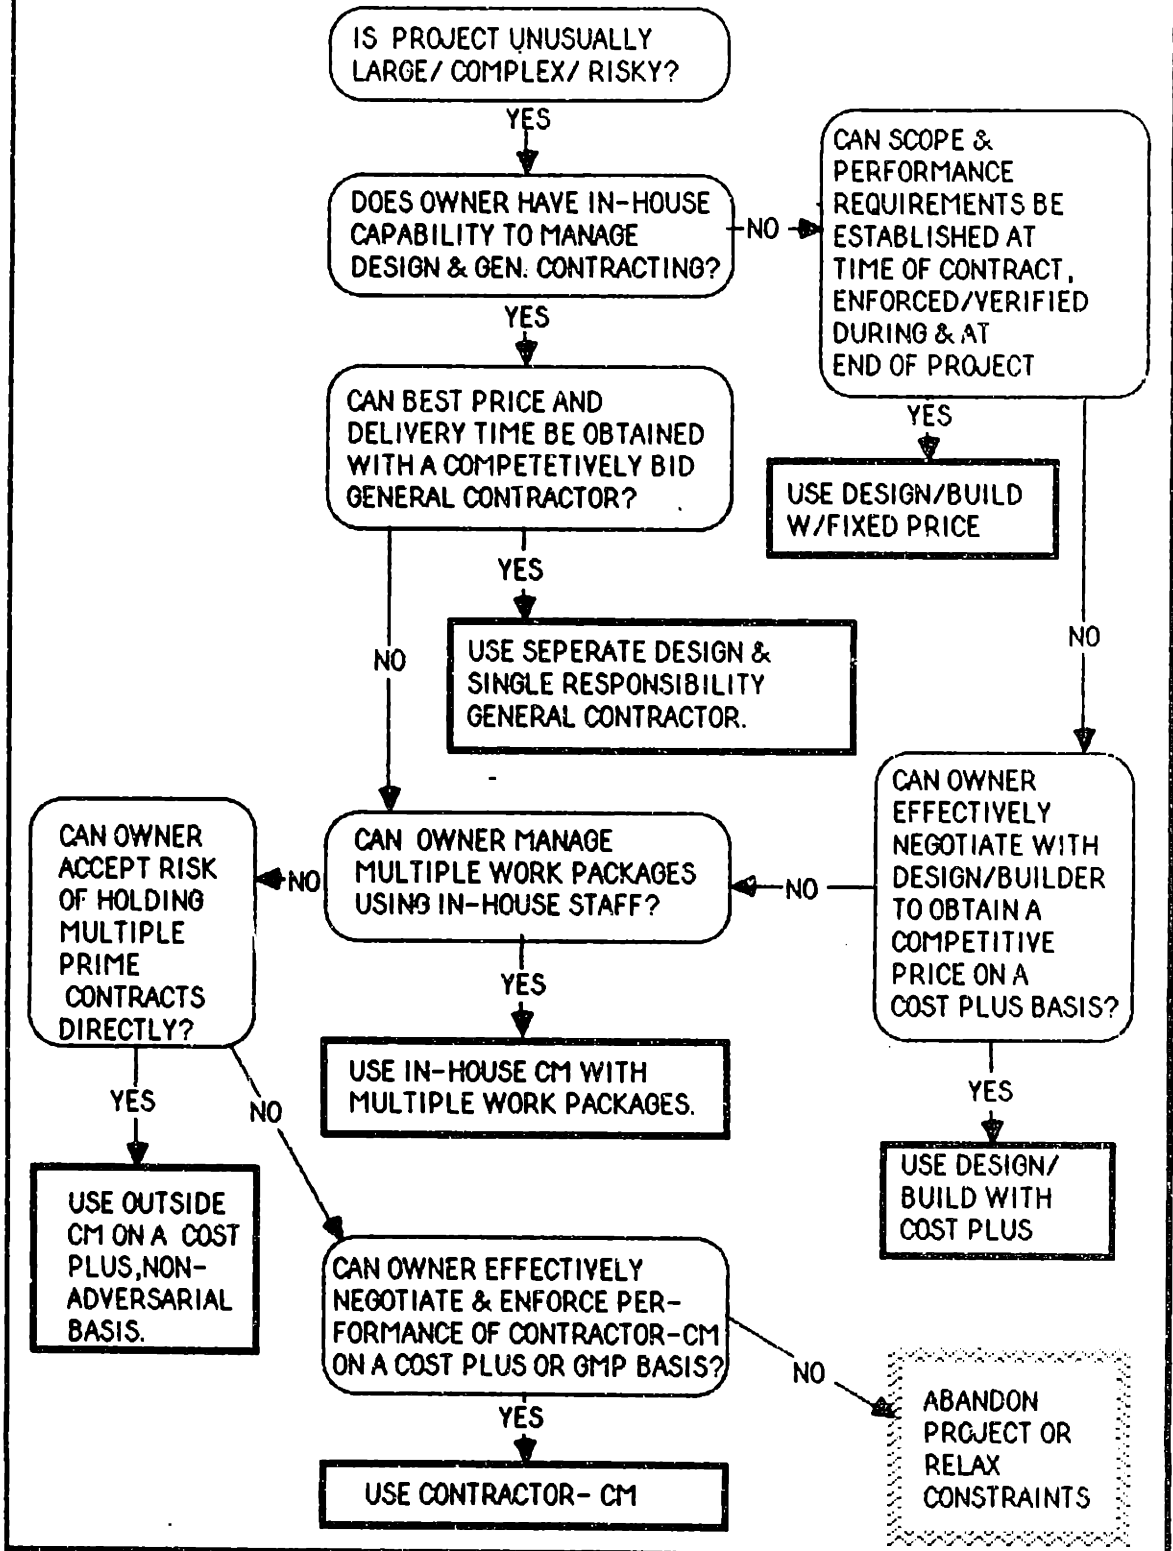 IS PROJECT UNUSUALLY
LARGE/ COMPLEX/ RISKY?
YES
DOES OWNER HAVE IN-HOUSE
CAPABILITY TO MANAGE
DESIGN & GEN. CONTRACTING?
NO
CAN SCOPE &
PERFORMANCE
REQUIREMENTS BE
ESTABLISHED AT
TIME OF CONTRACT,
ENFORCED/VERIFIED
DURING & AT
END OF PROJECT
YES
CAN BEST PRICE AND
DELIVERY TIME BE OBTAINED
WITH A COMPETETIVELY BID
GENERAL CONTRACTOR?
YES
USE DESIGN/BUILD
W/FIXED PRICE
YES
NO
NO
USE SEPERATE DESIGN &
SINGLE RESPONSIBILITY
GENERAL CONTRACTOR.
CAN OWNER
EFFECTIVELY
NEGOTIATE WITH
DESIGN/BUILDER
TO OBTAIN A
COMPETITIVE
PRICE ON A
COST PLUS BASIS?
NO
CAN OWNER MANAGE
MULTIPLE WORK PACKAGES
USING IN-HOUSE STAFF?
NO
CAN OWNER
ACCEPT RISK
OF HOLDING
MULTIPLE
PRIME
CONTRACTS
DIRECTLY?
YES
USE IN-HOUSE CM WITH
MULTIPLE WORK PACKAGES.
YES
NO
YES
USE DESIGN/
BUILD WITH
COST PLUS
USE OUTSIDE
CM ON A COST
PLUS,NON-
ADVERSARIAL
BASIS.
CAN OWNER EFFECTIVELY
NEGOTIATE & ENFORCE PER-
FORMANCE OF CONTRACTOR-CM
ON A COST PLUS OR GMP BASIS?
NO
YES
ABANDON
PROJECT OR
RELAX
CONSTRAINTS
USE CONTRACTOR- CM